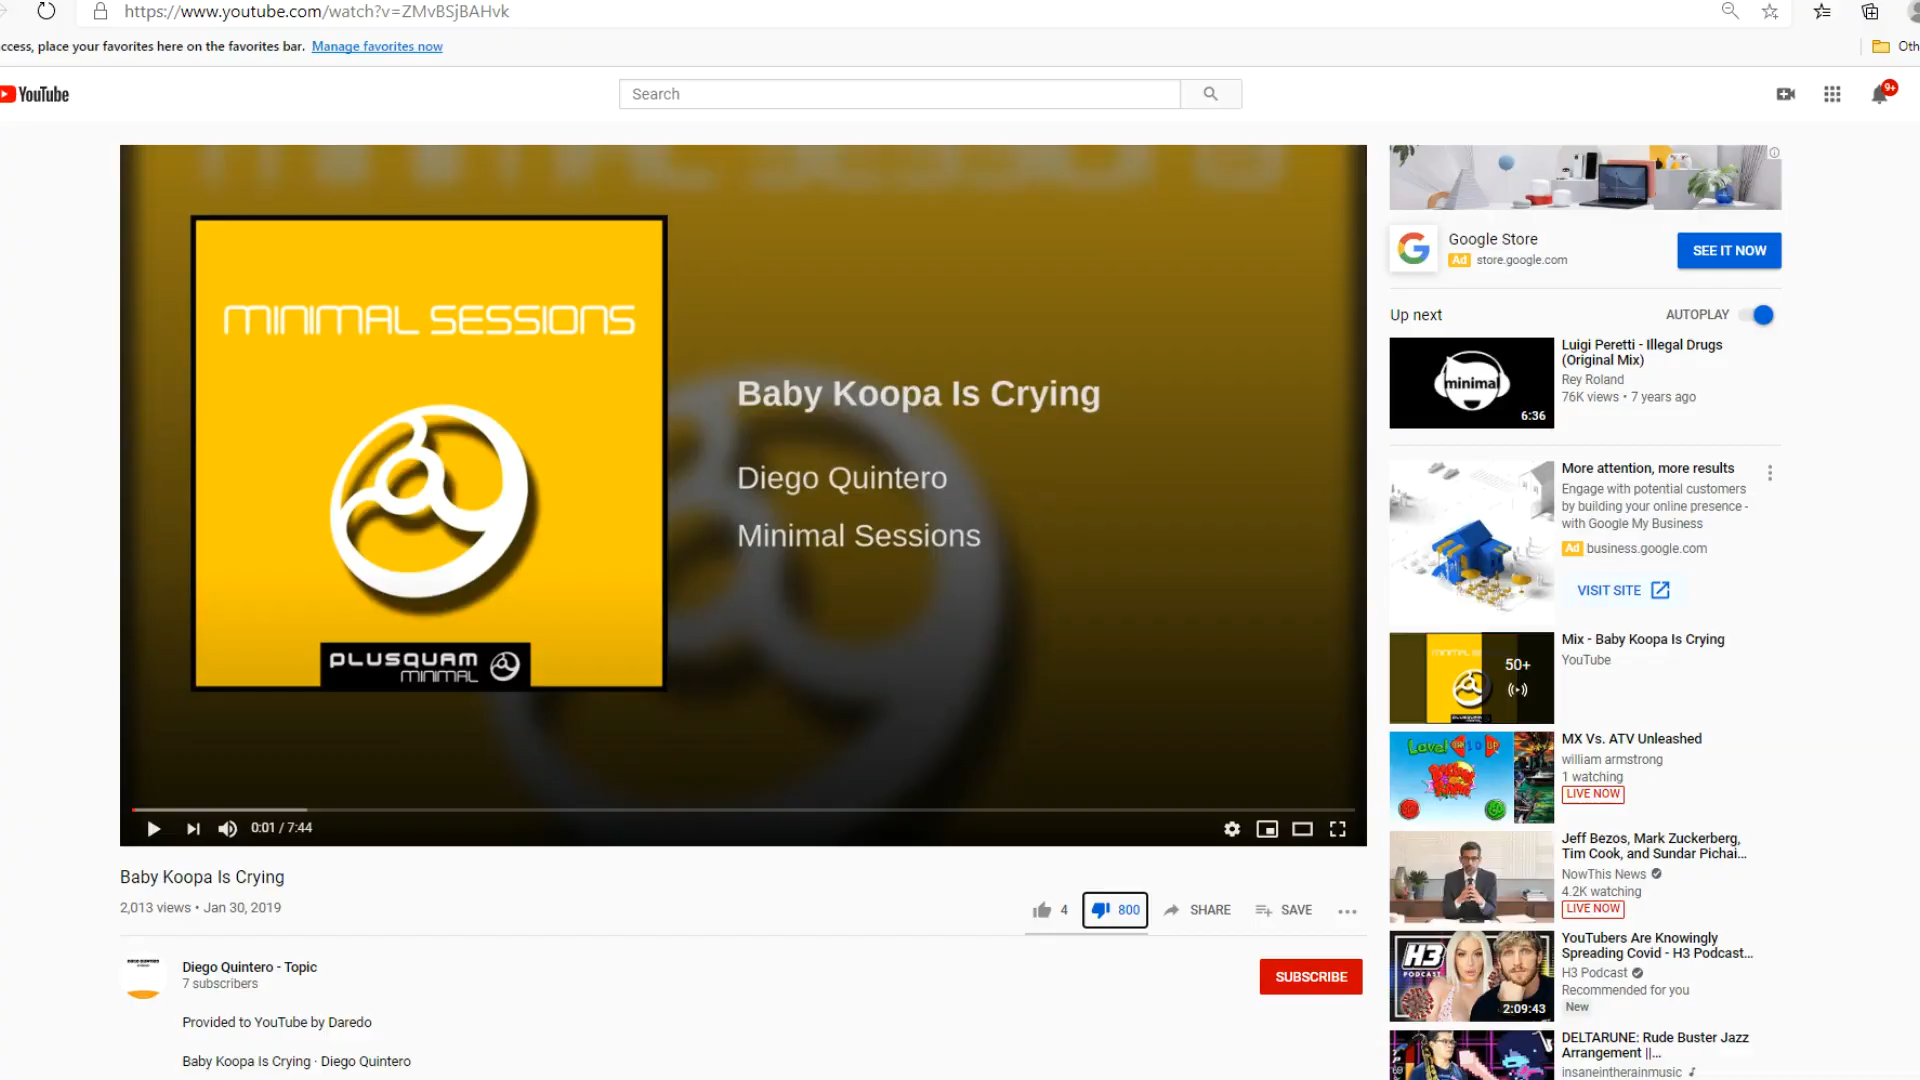 https://www.youtube.com/watch?v=ZMvBSjBAHvk
ccess, place your favorites here on the favorites bar. Manage favorites now
Oth
YouTube
Search
9+
MINIMAL SESSIONS
PLUSQUAM
MINIMAL
Baby Koopa Is Crying
Diego Quintero
Minimal Sessions
0:01 / 7:44
Baby Koopa Is Crying
2,013 views • Jan 30, 2019
4
800
SHARE
SAVE
Diego Quintero - Topic
7 subscribers
SUBSCRIBE
Provided to YouTube by Daredo
Baby Koopa Is Crying · Diego Quintero
Google Store
Ad store.google.com
SEE IT NOW
Up next
AUTOPLAY
minimal
6:36
Luigi Peretti - Illegal Drugs
(Original Mix)
Rey Roland
76K views • 7 years ago
More attention, more results
Engage with potential customers
by building your online presence -
with Google My Business
Ad business.google.com
VISIT SITE
50+
Mix - Baby Koopa Is Crying
YouTube
MX Vs. ATV Unleashed
william armstrong
1 watching
LIVE NOW
Jeff Bezos, Mark Zuckerberg,
Tim Cook, and Sundar Pichai...
NowThis News
4.2K watching
LIVE NOW
H3
PODCAST
2:09:43
YouTubers Are Knowingly
Spreading Covid - H3 Podcast...
H3 Podcast
Recommended for you
New
DELTARUNE: Rude Buster Jazz
Arrangement ||...
insaneintherainmusic